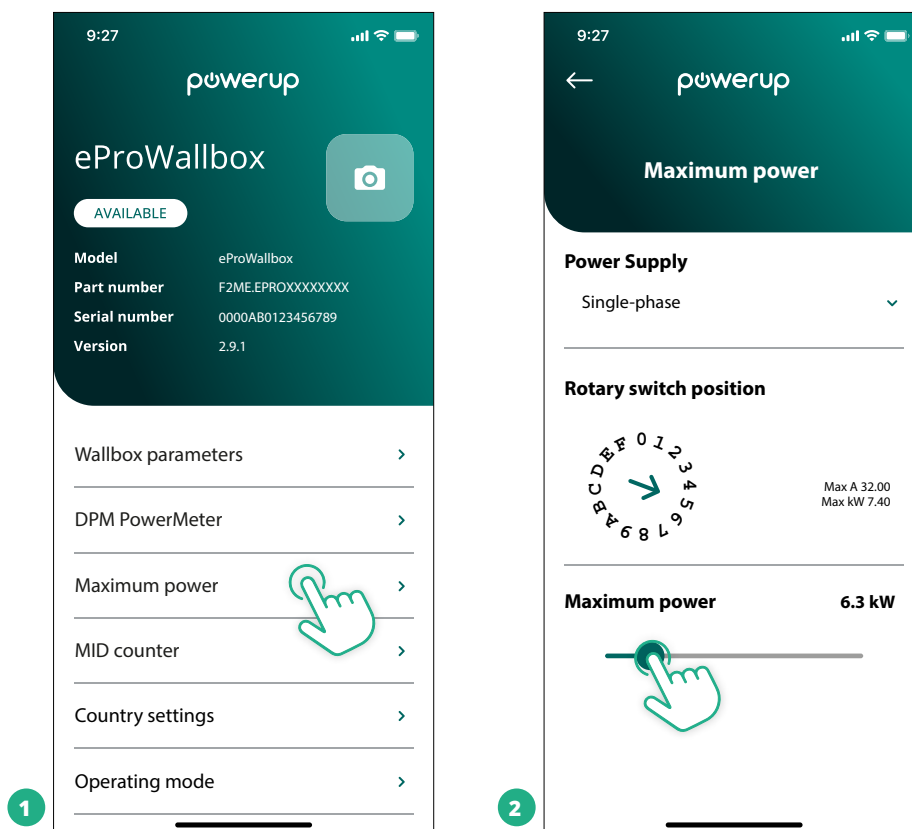 9:27
powerup
eProWallbox
AVAILABLE
Model eProWallbox
Part number F2ME.EPROXXXXXXXX
Serial number 0000AB0123456789
Version 2.9.1
Wallbox parameters
DPM PowerMeter
Maximum power
MID counter
Country settings
Operating mode
1
9:27
powerup
Maximum power
Power Supply
Single-phase
Rotary switch position
0 1 2 3 4 5 6 7 8 9 A B C D E F
Max A 32.00
Max kW 7.40
Maximum power 6.3 kW
2